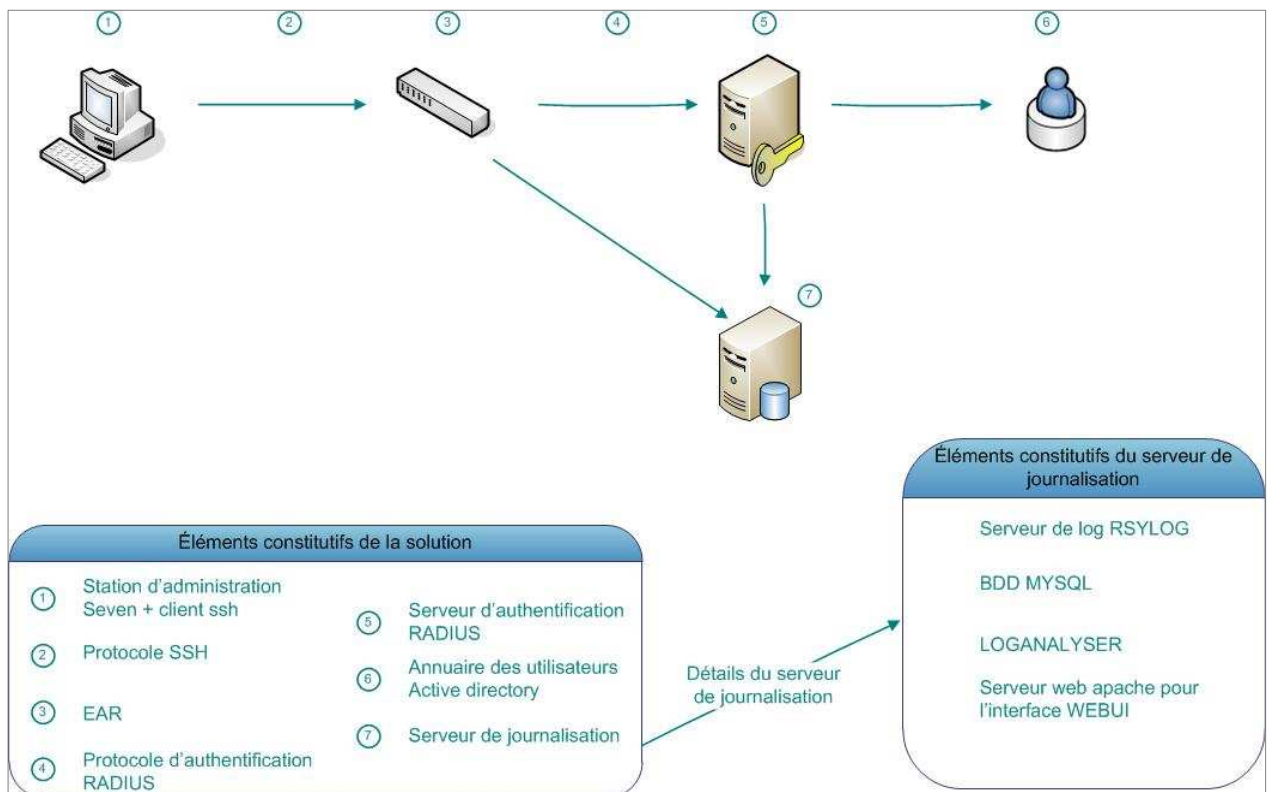 1 2 3 4 5 6
7
Éléments constitutifs du serveur de
journalisation
Serveur de log RSYLOG
BDD MYSQL
LOGANALYSER
Serveur web apache pour
l'interface WEBUI
Éléments constitutifs de la solution
1 Station d'administration
Seven + client ssh
2 Protocole SSH
3 EAR
4 Protocole d'authentification
RADIUS
5 Serveur d'authentification
RADIUS
6 Annuaire des utilisateurs
Active directory
7 Serveur de journalisation
Détails du serveur
de journalisation